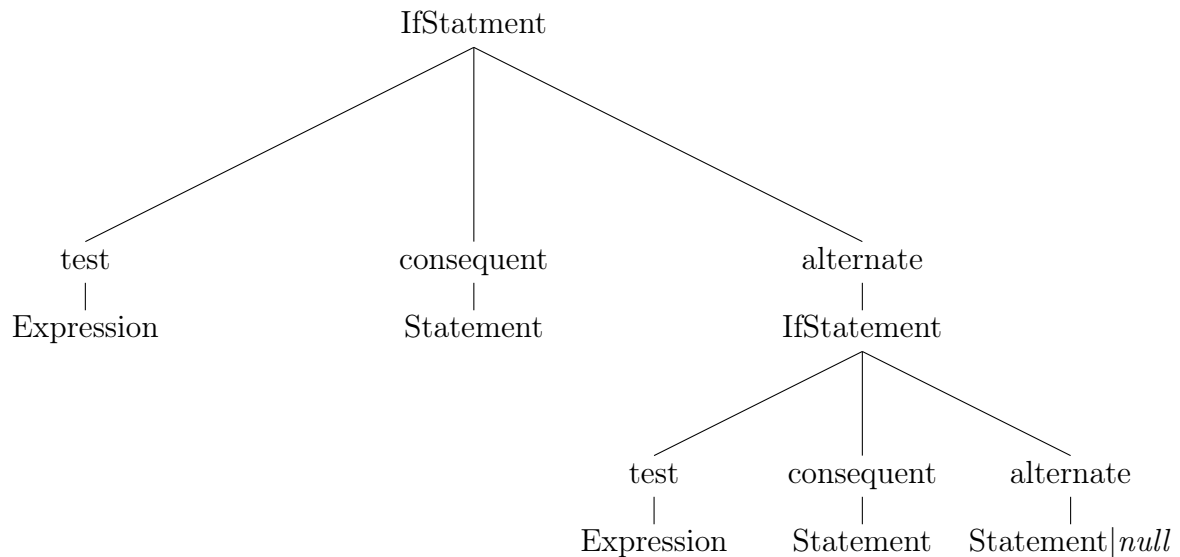 IfStatment
test consequent alternate
Expression Statement IfStatement
test consequent alternate
Expression Statement Statement|null